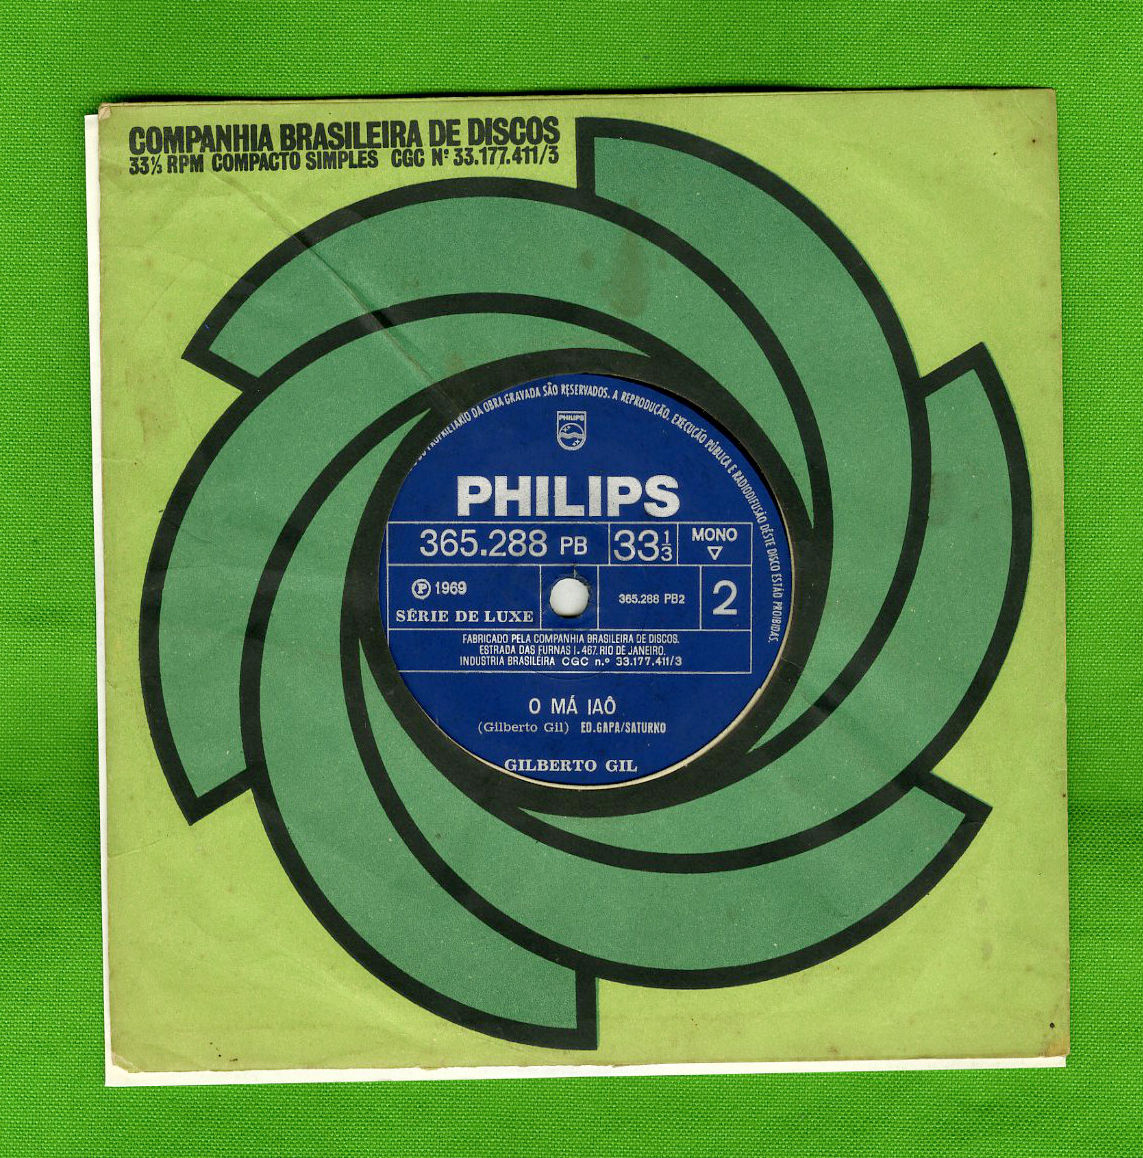 COMPANHIA BRASILEIRA DE DISCOS
33⅓ RPM COMPACTO SIMPLES CGC Nº 33.177.411/3
PROPRIETÁRIO DA OBRA GRAVADA SÃO RESERVADOS. A REPRODUÇÃO, EXECUÇÃO PÚBLICA E RADIODIFUSÃO DÊSTE DISCO ESTÃO PROIBIDAS.
PHILIPS
PHILIPS
365.288 PB 33 1/3 MONO
℗ 1969
SÉRIE DE LUXE
365.288 PB2
2
FABRICADO PELA COMPANHIA BRASILEIRA DE DISCOS.
ESTRADA DAS FURNAS 1.467. RIO DE JANEIRO.
INDUSTRIA BRASILEIRA CGC n.º 33.177.411/3
O MÁ IAÔ
(Gilberto Gil) ED.GAPA/SATURNO
GILBERTO GIL